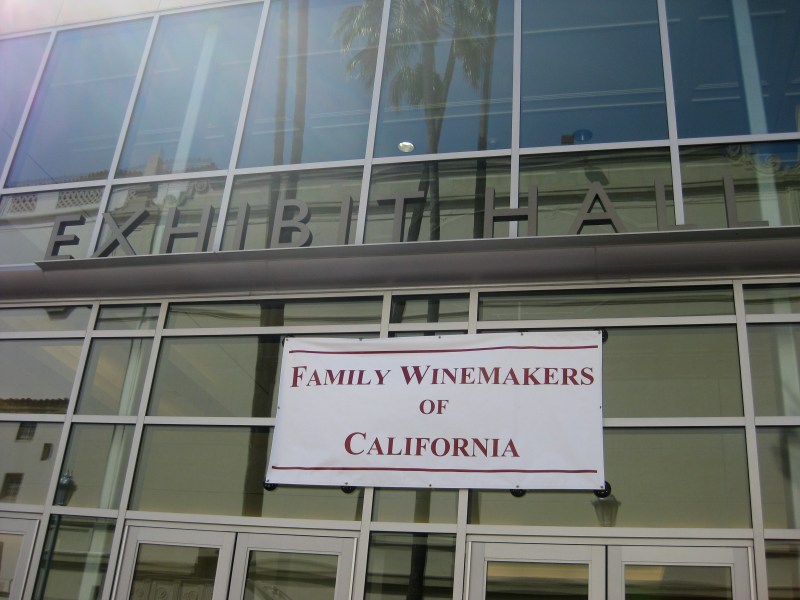 EXHIBIT HALL
FAMILY WINEMAKERS
OF
CALIFORNIA